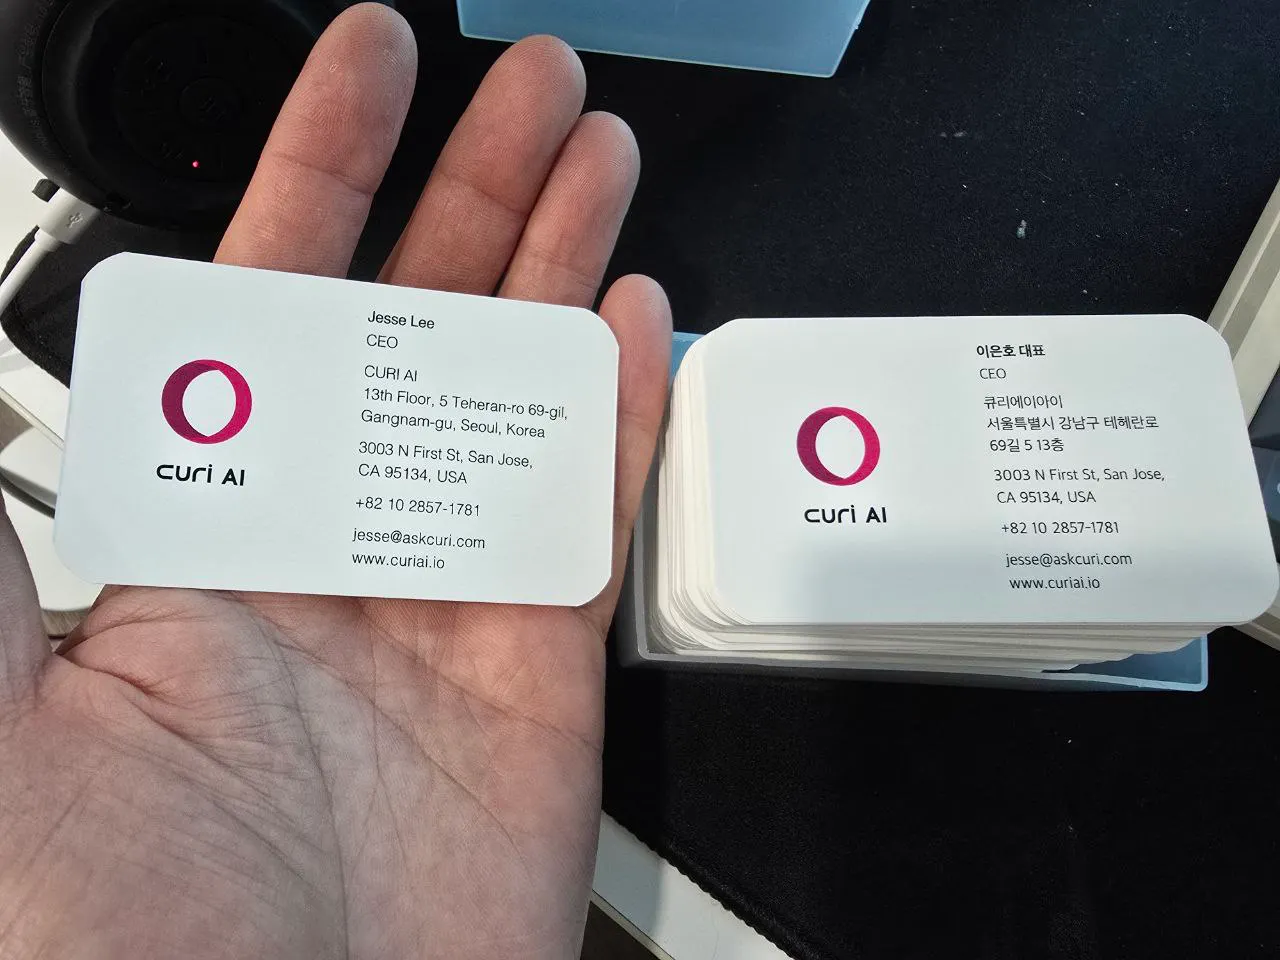 Jesse Lee
CEO
CURI AI
13th Floor, 5 Teheran-ro 69-gil,
Gangnam-gu, Seoul, Korea
3003 N First St, San Jose,
CA 95134, USA
+82 10 2857-1781
jesse@askcuri.com
www.curiai.io
curi AI
이은호 대표
CEO
큐리에이아이
서울특별시 강남구 테헤란로
69길 5 13층
3003 N First St, San Jose,
CA 95134, USA
+82 10 2857-1781
jesse@askcuri.com
www.curiai.io
curi AI